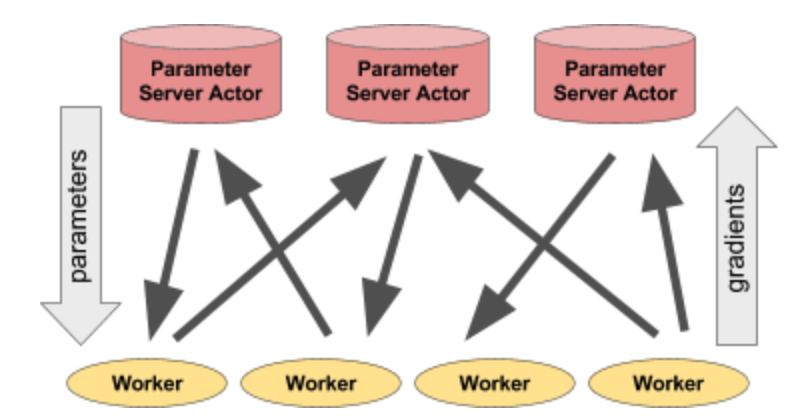 Parameter
Server Actor
Parameter
Server Actor
Parameter
Server Actor
parameters
gradients
Worker
Worker
Worker
Worker